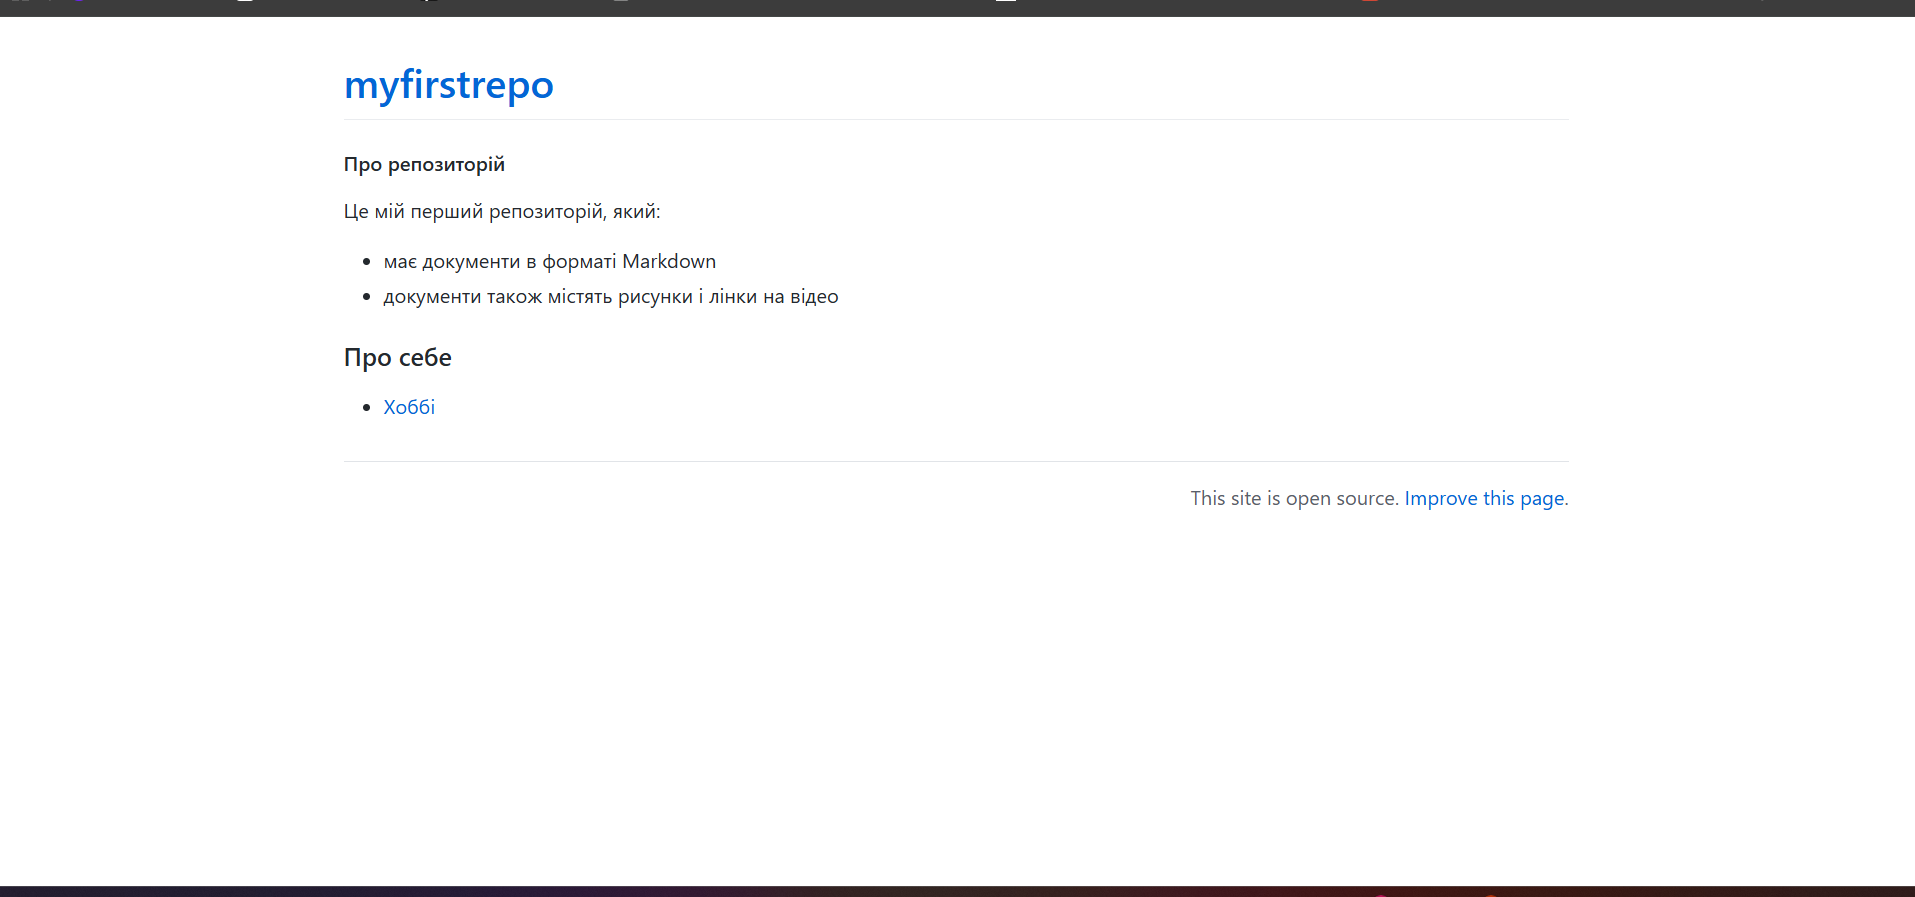 myfirstrepo
Про репозиторій
Це мій перший репозиторій, який:
має документи в форматі Markdown
документи також містять рисунки і лінки на відео
Про себе
Хоббі
This site is open source. Improve this page.